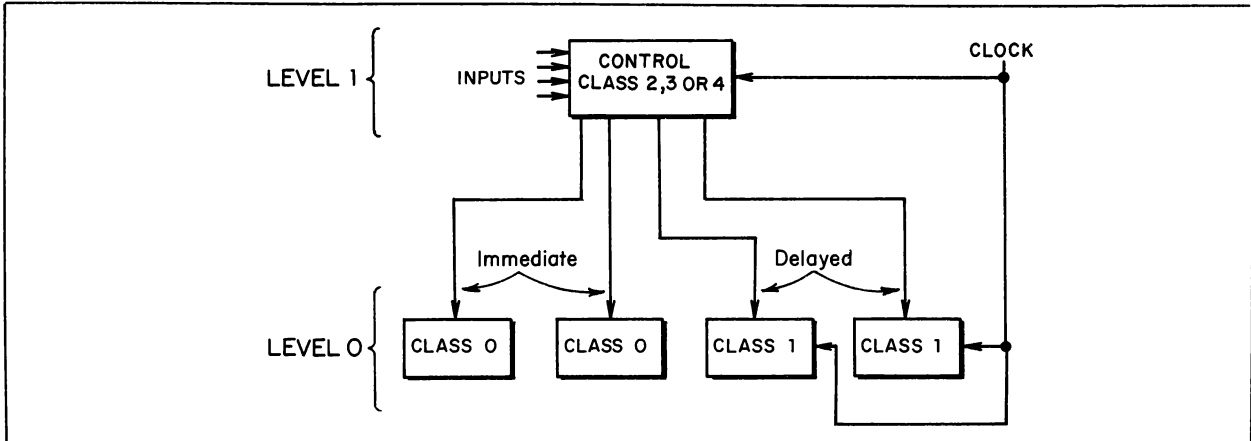 CLOCK
LEVEL 1
INPUTS
CONTROL
CLASS 2,3 OR 4
Immediate
Delayed
LEVEL 0
CLASS 0
CLASS 0
CLASS 1
CLASS 1